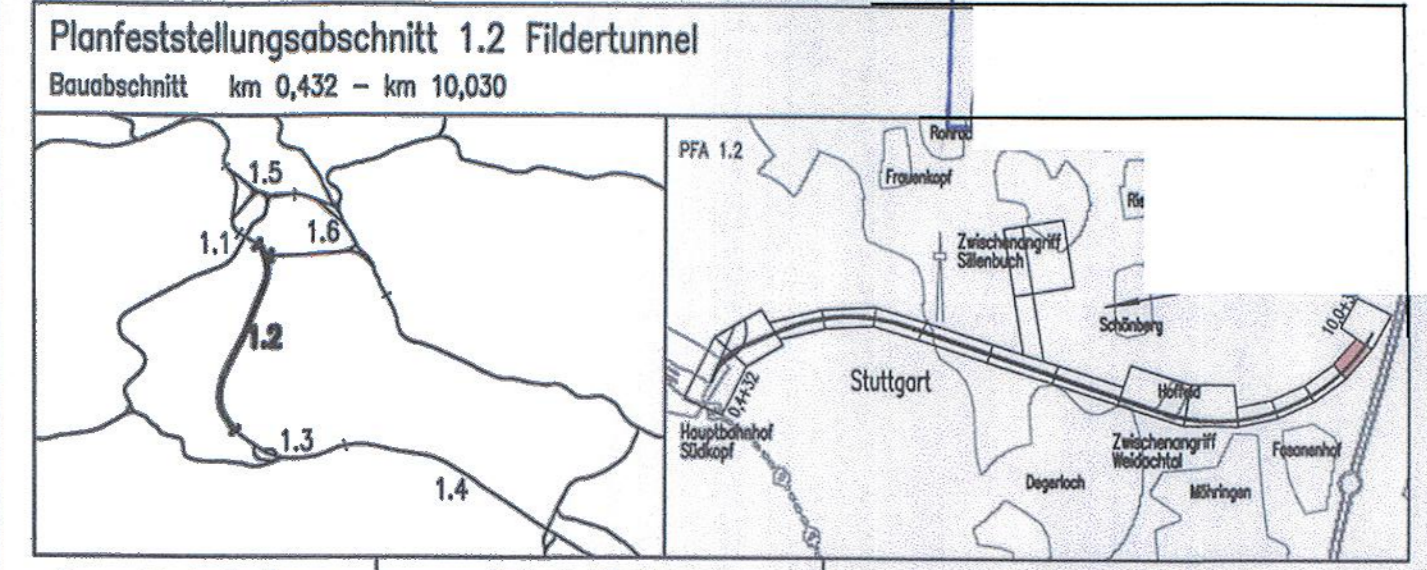 Planfeststellungsabschnitt 1.2 Fildertunnel
Bauabschnitt km 0,432 – km 10,030
1.5
1.6
1.1
1.2
1.3
1.4
PFA 1.2
Frauenkopf
Zwischenangriff
Sillenbuch
Schönberg
Stuttgart
Hoffeld
0,4+32
Hauptbahnhof
Südkopf
Zwischenangriff
Weidachtal
Fasanenhof
Degerloch
Möhringen